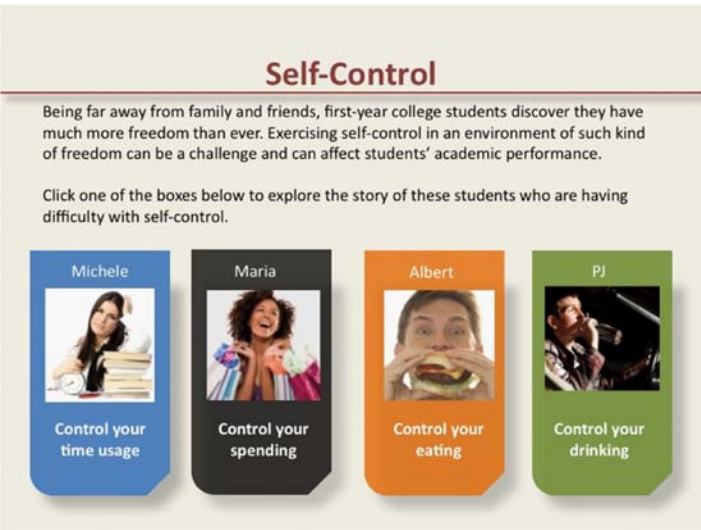 Self-Control
Being far away from family and friends, first-year college students discover they have
much more freedom than ever. Exercising self-control in an environment of such kind
of freedom can be a challenge and can affect students' academic performance.
Click one of the boxes below to explore the story of these students who are having
difficulty with self-control.
Michele
Control your
time usage
Maria
Control your
spending
Albert
Control your
eating
PJ
Control your
drinking